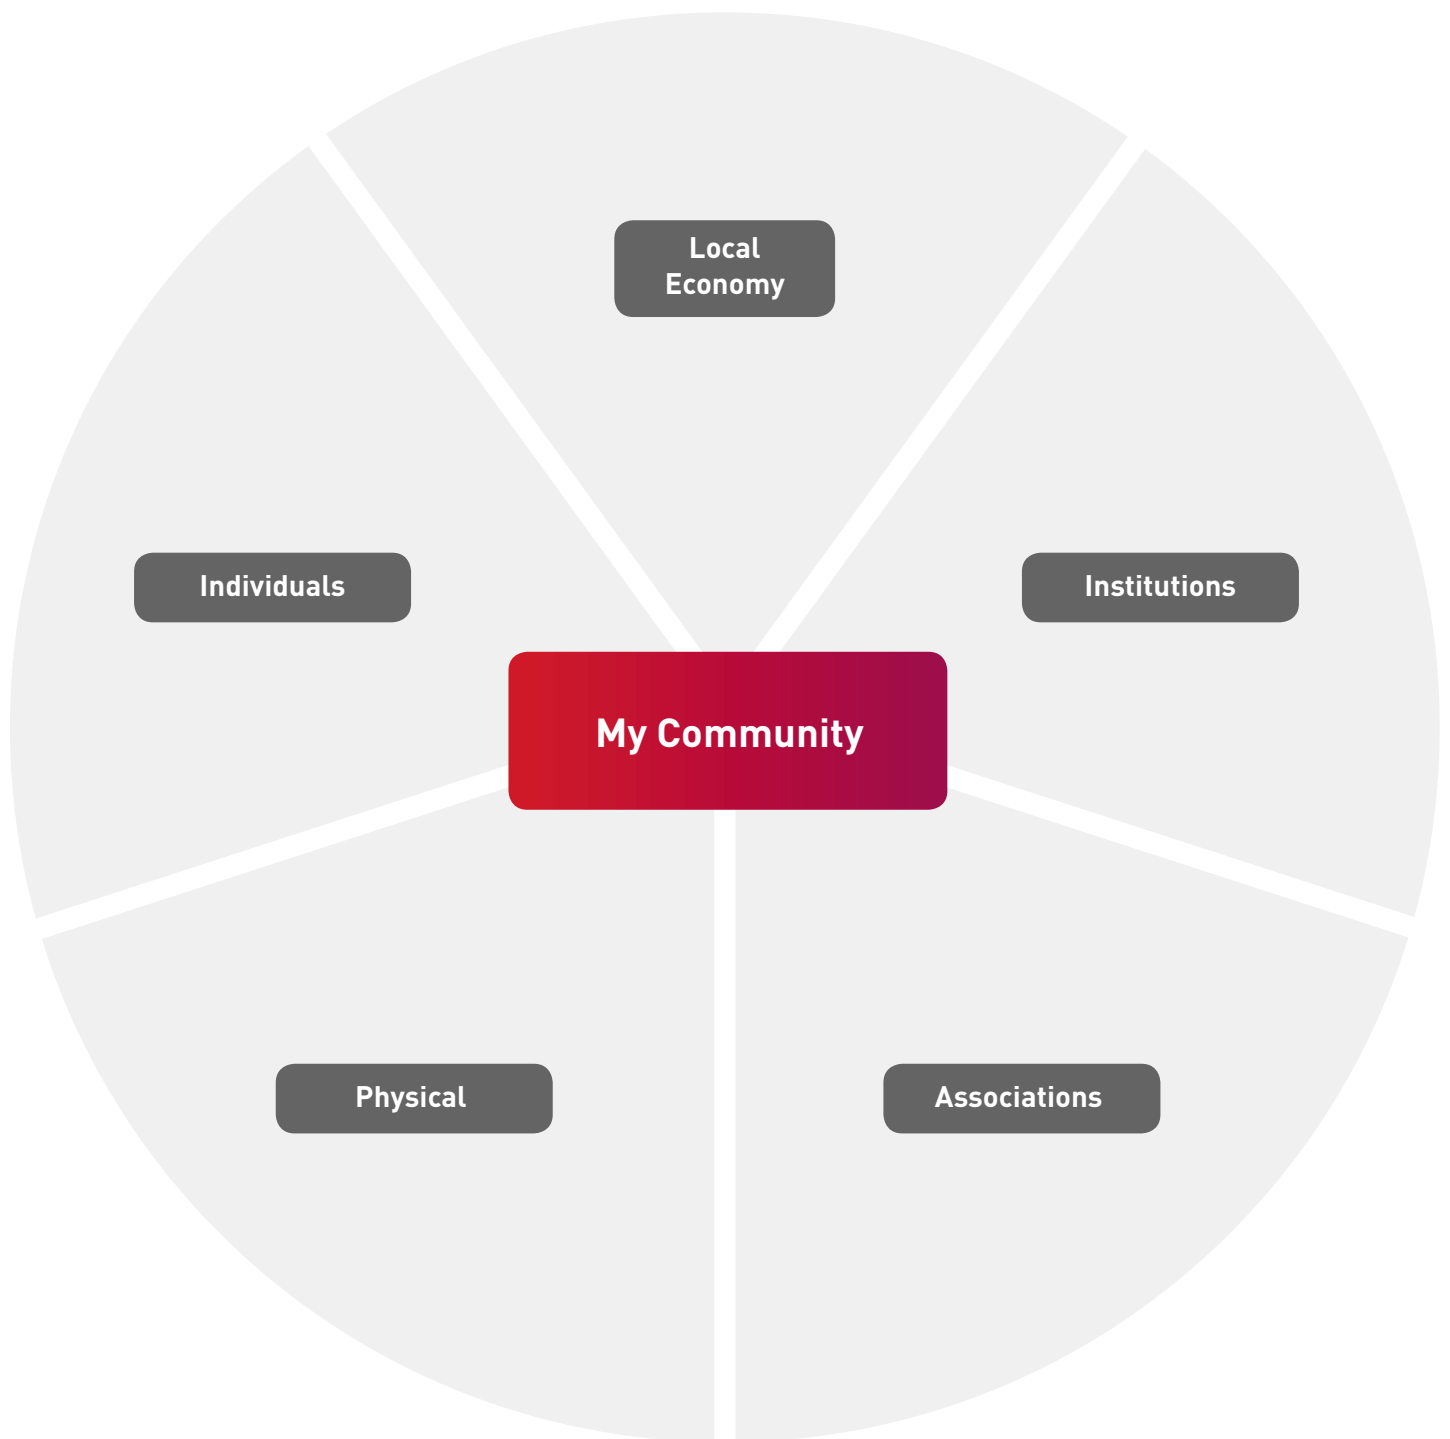 Local
Economy
Individuals
Institutions
My Community
Physical
Associations